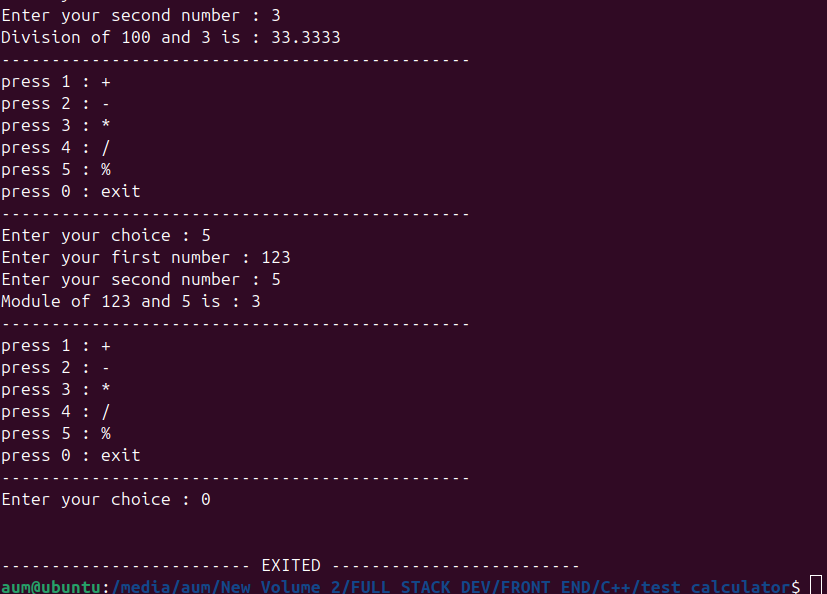 Enter your second number : 3
Division of 100 and 3 is : 33.3333
-----------------------------------------------
press 1 : +
press 2 : -
press 3 : *
press 4 : /
press 5 : %
press 0 : exit
-----------------------------------------------
Enter your choice : 5
Enter your first number : 123
Enter your second number : 5
Module of 123 and 5 is : 3
-----------------------------------------------
press 1 : +
press 2 : -
press 3 : *
press 4 : /
press 5 : %
press 0 : exit
-----------------------------------------------
Enter your choice : 0
------------------------- EXITED -------------------------
aum@ubuntu:/media/aum/New Volume 2/FULL STACK DEV/FRONT END/C++/test calculator$